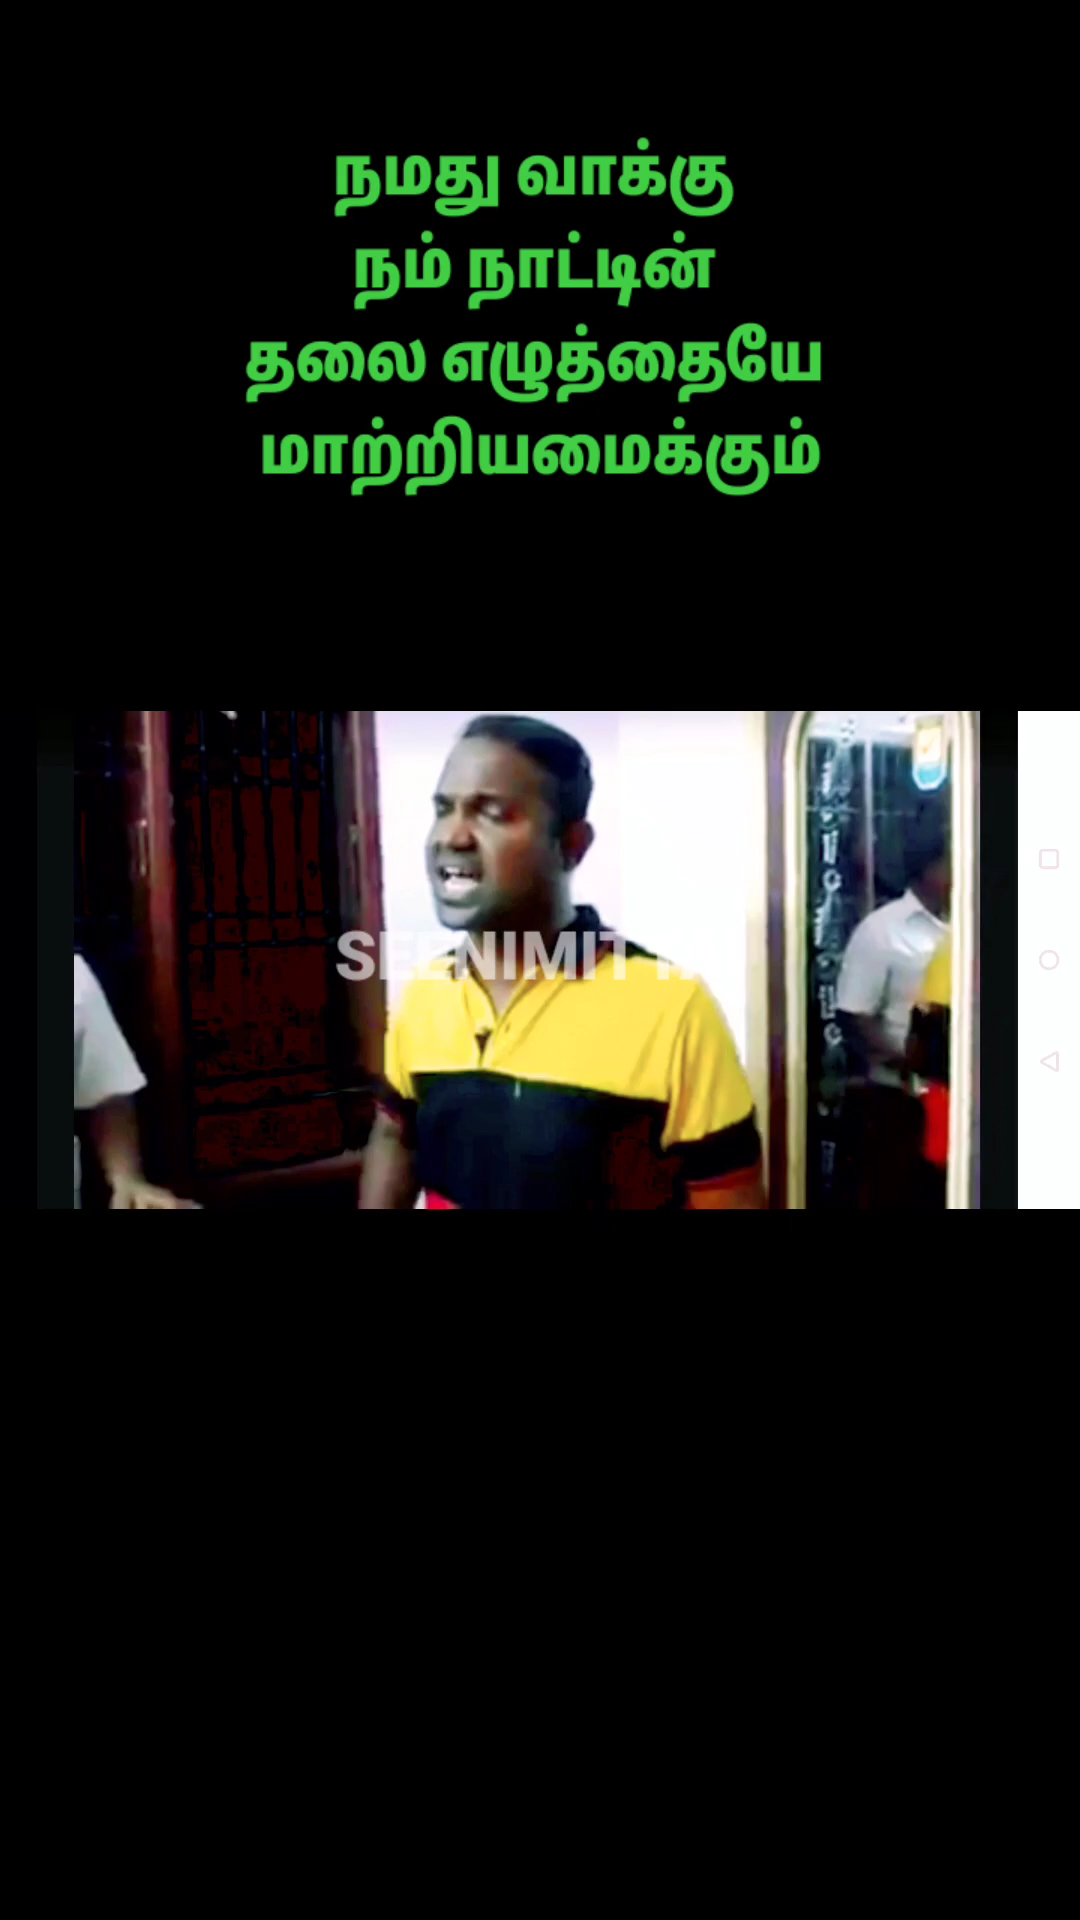 நமது வாக்கு
நம் நாட்டின்
தலை எழுத்தையே
மாற்றியமைக்கும்